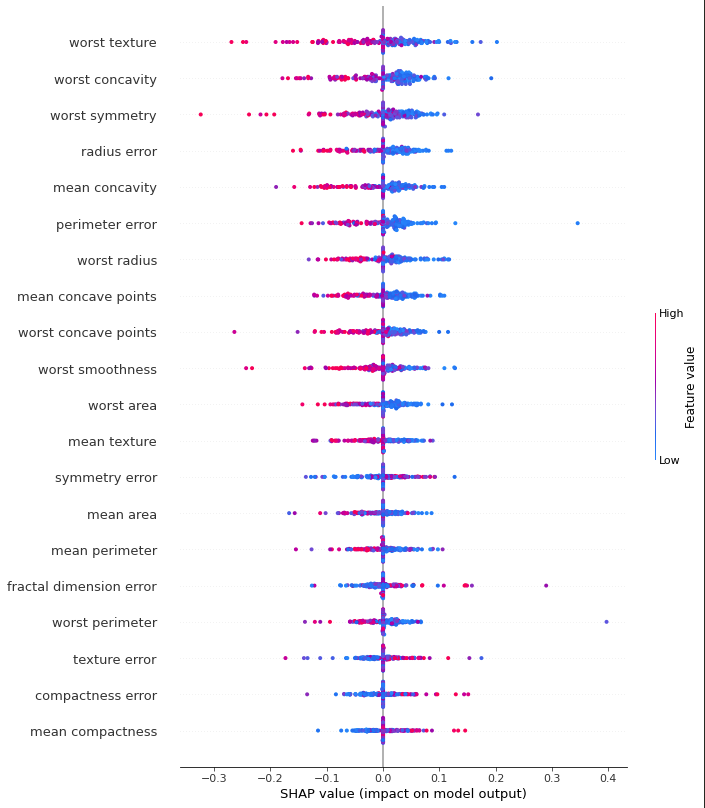 worst texture
worst concavity
worst symmetry
radius error
mean concavity
perimeter error
worst radius
mean concave points
worst concave points
worst smoothness
worst area
mean texture
symmetry error
mean area
mean perimeter
fractal dimension error
worst perimeter
texture error
compactness error
mean compactness
−0.3 −0.2 −0.1 0.0 0.1 0.2 0.3 0.4
SHAP value (impact on model output)
High
Feature value
Low